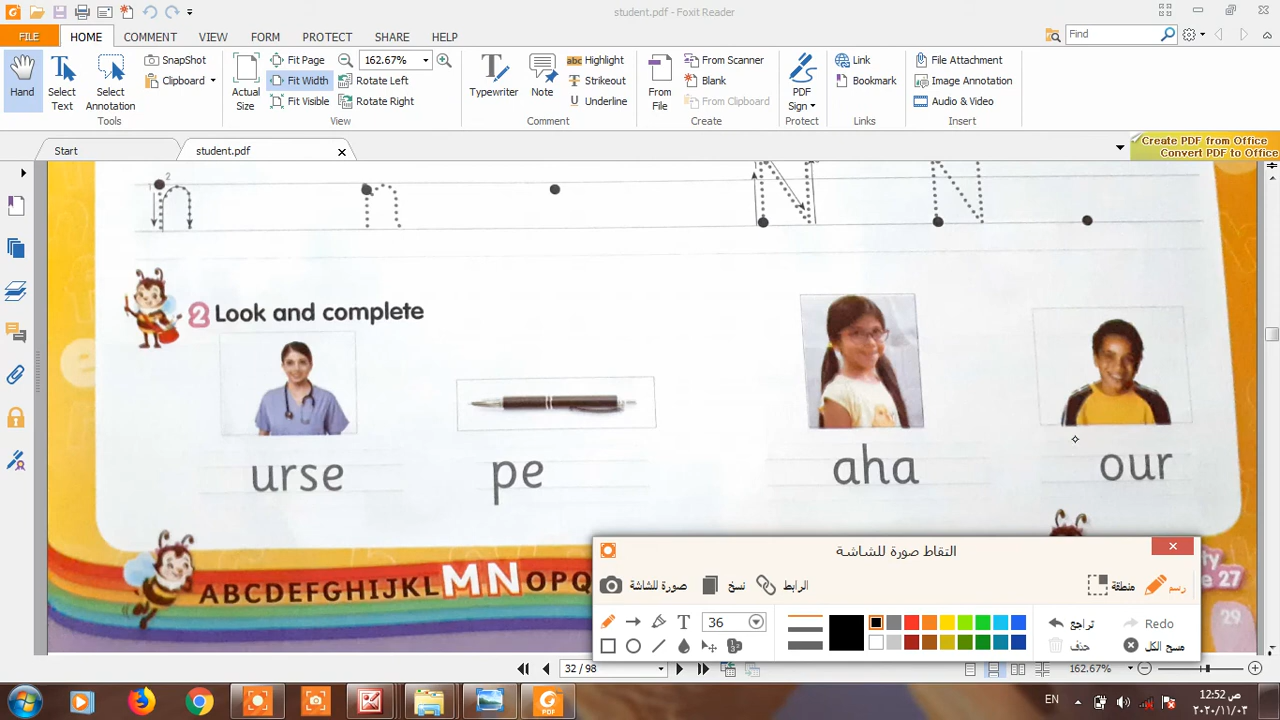 student.pdf - Foxit Reader
FILE HOME COMMENT VIEW FORM PROTECT SHARE HELP
Find
Hand
Select Text
Select Annotation
SnapShot
Clipboard
Tools
Actual Size
Fit Page
Fit Width
Fit Visible
162.67%
Rotate Left
Rotate Right
View
Typewriter
Note
Highlight
Strikeout
Underline
Comment
From File
From Scanner
Blank
From Clipboard
Create
PDF Sign
Protect
Link
Bookmark
Links
File Attachment
Image Annotation
Audio & Video
Insert
Start
student.pdf
Create PDF from Office
Convert PDF to Office
n n N N
2 Look and complete
urse pe aha our
ABCDEFGHIJKLMNOPQ
27
29
التقاط صورة للشاشة
صورة للشاشة نسخ الرابط منطقة رسم
T 36 تراجع Redo
حذف مسح الكل
32 / 98
162.67%
EN
12:52 ص
٢٠٢٠/١١/٠٣